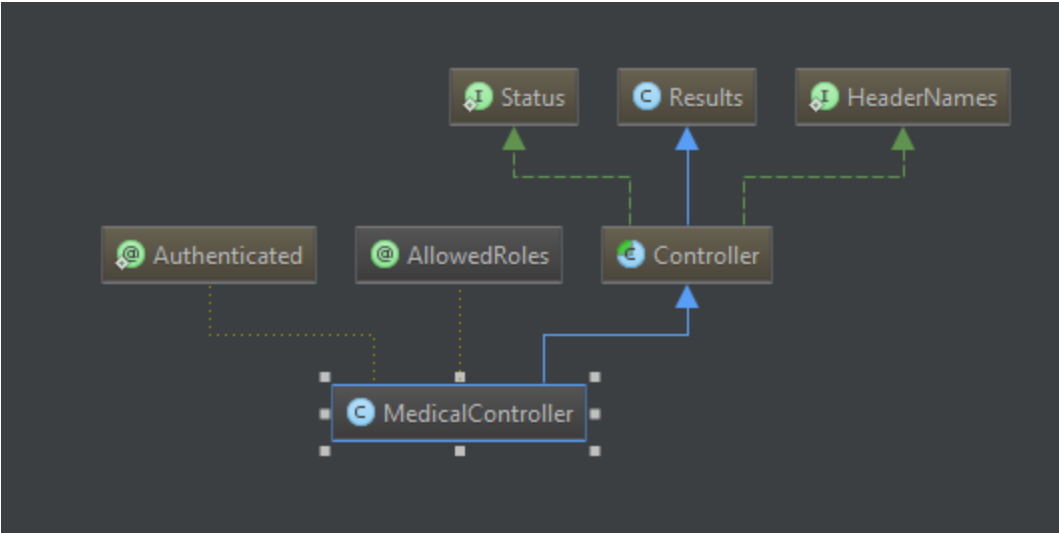 Status
Results
HeaderNames
Authenticated
AllowedRoles
Controller
MedicalController